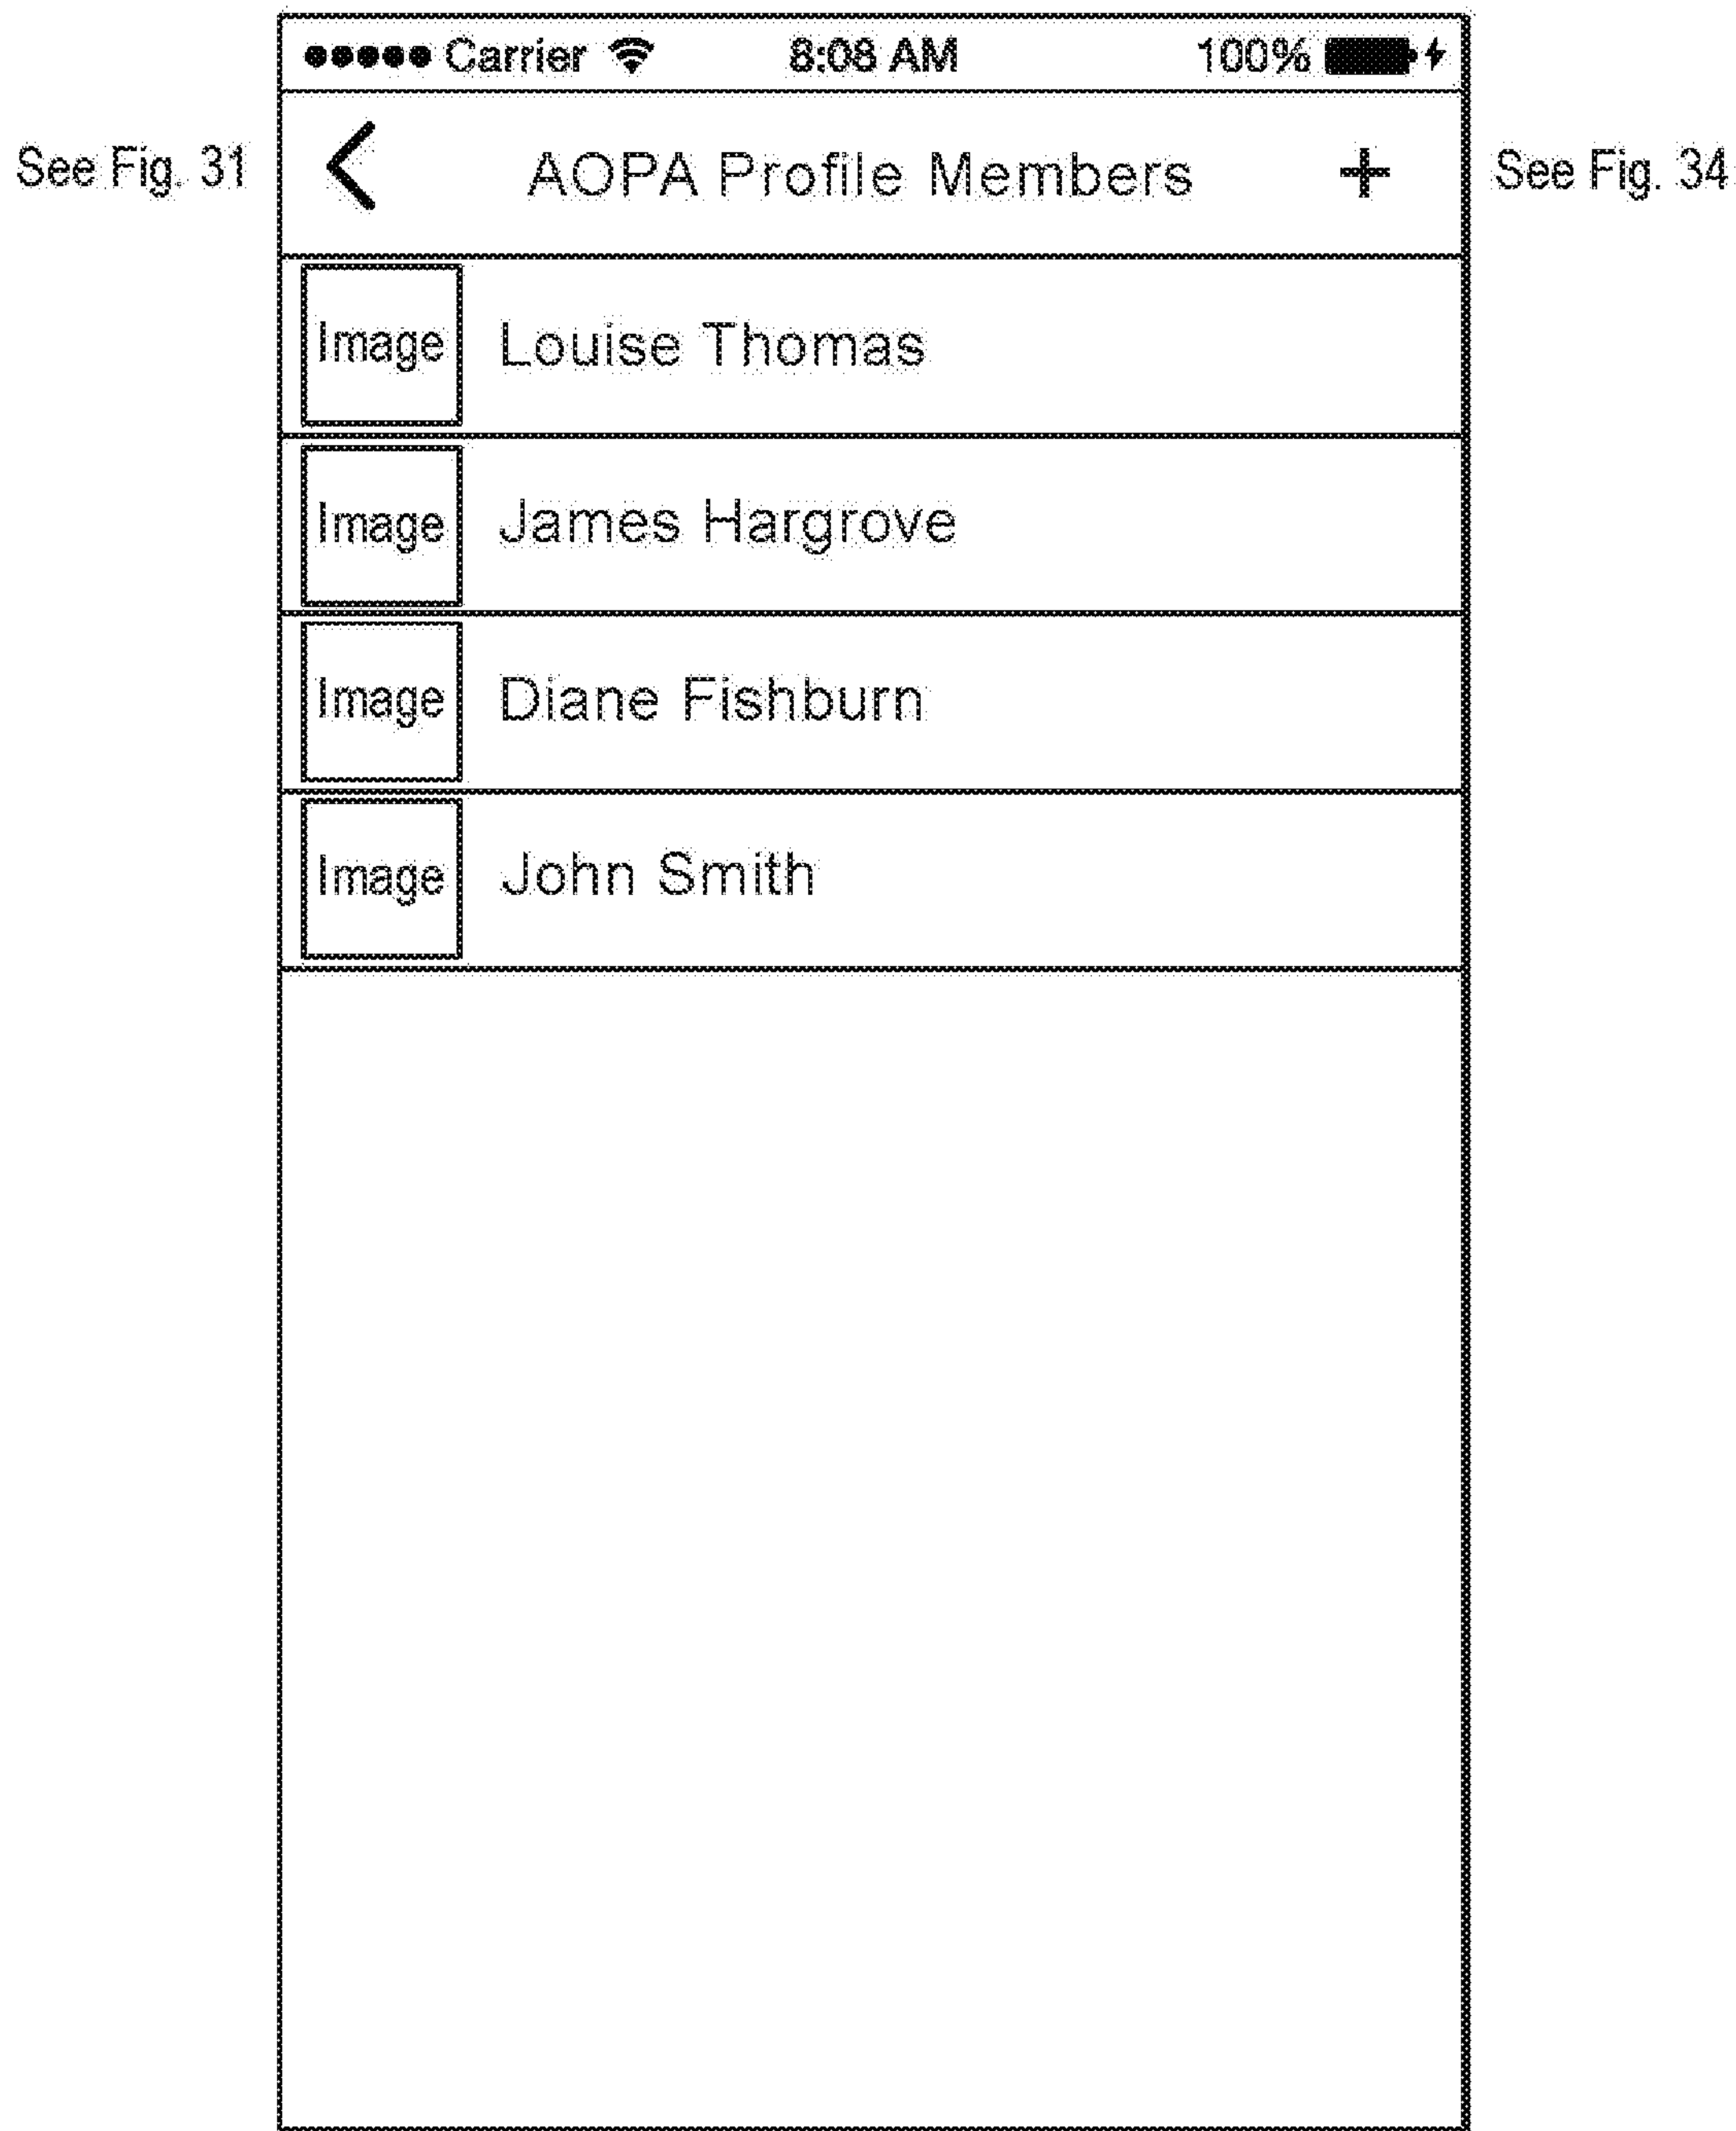 Carrier 8:08 AM 100%
See Fig. 31 < AOPA Profile Members + See Fig. 34
Image Louise Thomas
Image James Hargrove
Image Diane Fishburn
Image John Smith